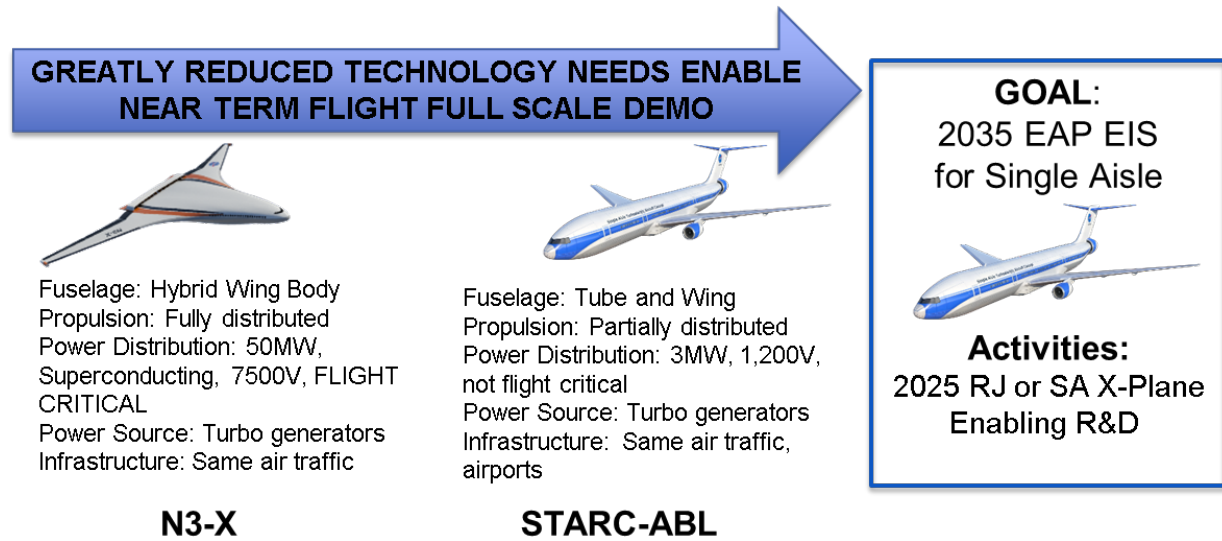 GREATLY REDUCED TECHNOLOGY NEEDS ENABLE
NEAR TERM FLIGHT FULL SCALE DEMO
GOAL:
2035 EAP EIS
for Single Aisle
Activities:
2025 RJ or SA X-Plane
Enabling R&D
Fuselage: Hybrid Wing Body
Propulsion: Fully distributed
Power Distribution: 50MW,
Superconducting, 7500V, FLIGHT
CRITICAL
Power Source: Turbo generators
Infrastructure: Same air traffic
N3-X
Fuselage: Tube and Wing
Propulsion: Partially distributed
Power Distribution: 3MW, 1,200V,
not flight critical
Power Source: Turbo generators
Infrastructure: Same air traffic,
airports
STARC-ABL